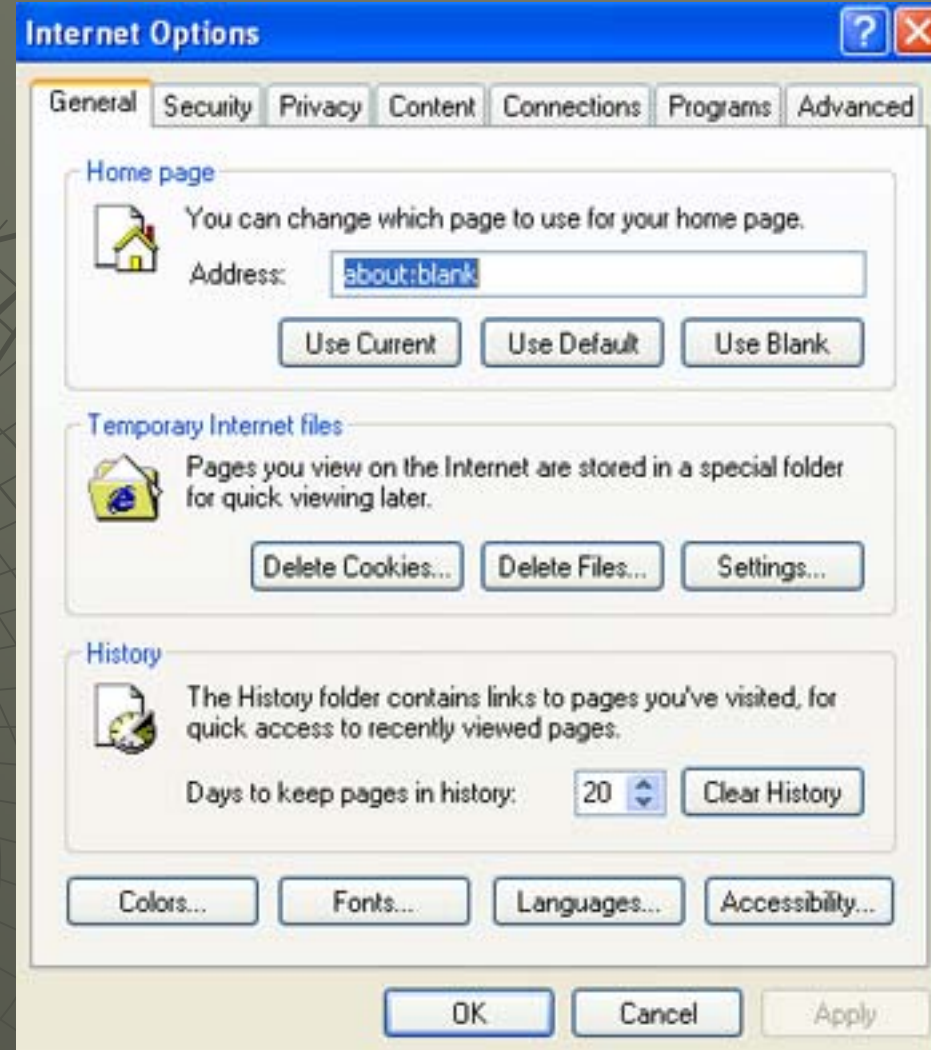 Internet Options
General Security Privacy Content Connections Programs Advanced
Home page
You can change which page to use for your home page.
Address: about:blank
Use Current Use Default Use Blank
Temporary Internet files
Pages you view on the Internet are stored in a special folder
for quick viewing later.
Delete Cookies... Delete Files... Settings...
History
The History folder contains links to pages you've visited, for
quick access to recently viewed pages.
Days to keep pages in history: 20 Clear History
Colors... Fonts... Languages... Accessibility...
OK Cancel Apply